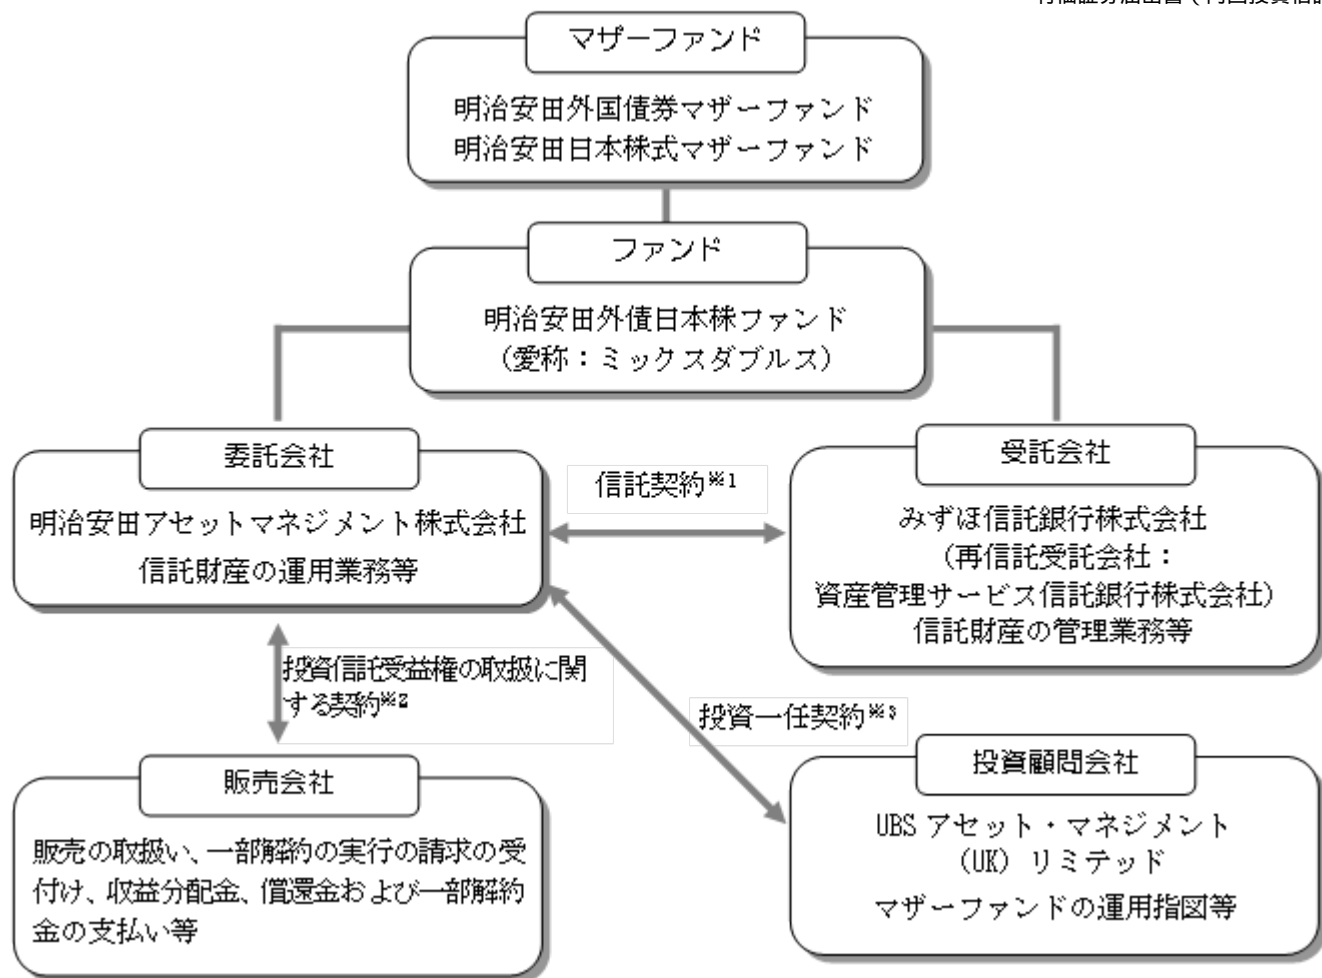 マザーファンド
明治安田外国債券マザーファンド
明治安田日本株式マザーファンド
ファンド
明治安田外債日本株ファンド
（愛称：ミックスダブルス）
委託会社
明治安田アセットマネジメント株式会社
信託財産の運用業務等
信託契約※1
受託会社
みずほ信託銀行株式会社
（再信託受託会社：
資産管理サービス信託銀行株式会社）
信託財産の管理業務等
投資信託受益権の取扱に関
する契約※2
投資一任契約※3
販売会社
販売の取扱い、一部解約の実行の請求の受
付け、収益分配金、償還金および一部解約
金の支払い等
投資顧問会社
UBS アセット・マネジメント
（UK）リミテッド
マザーファンドの運用指図等